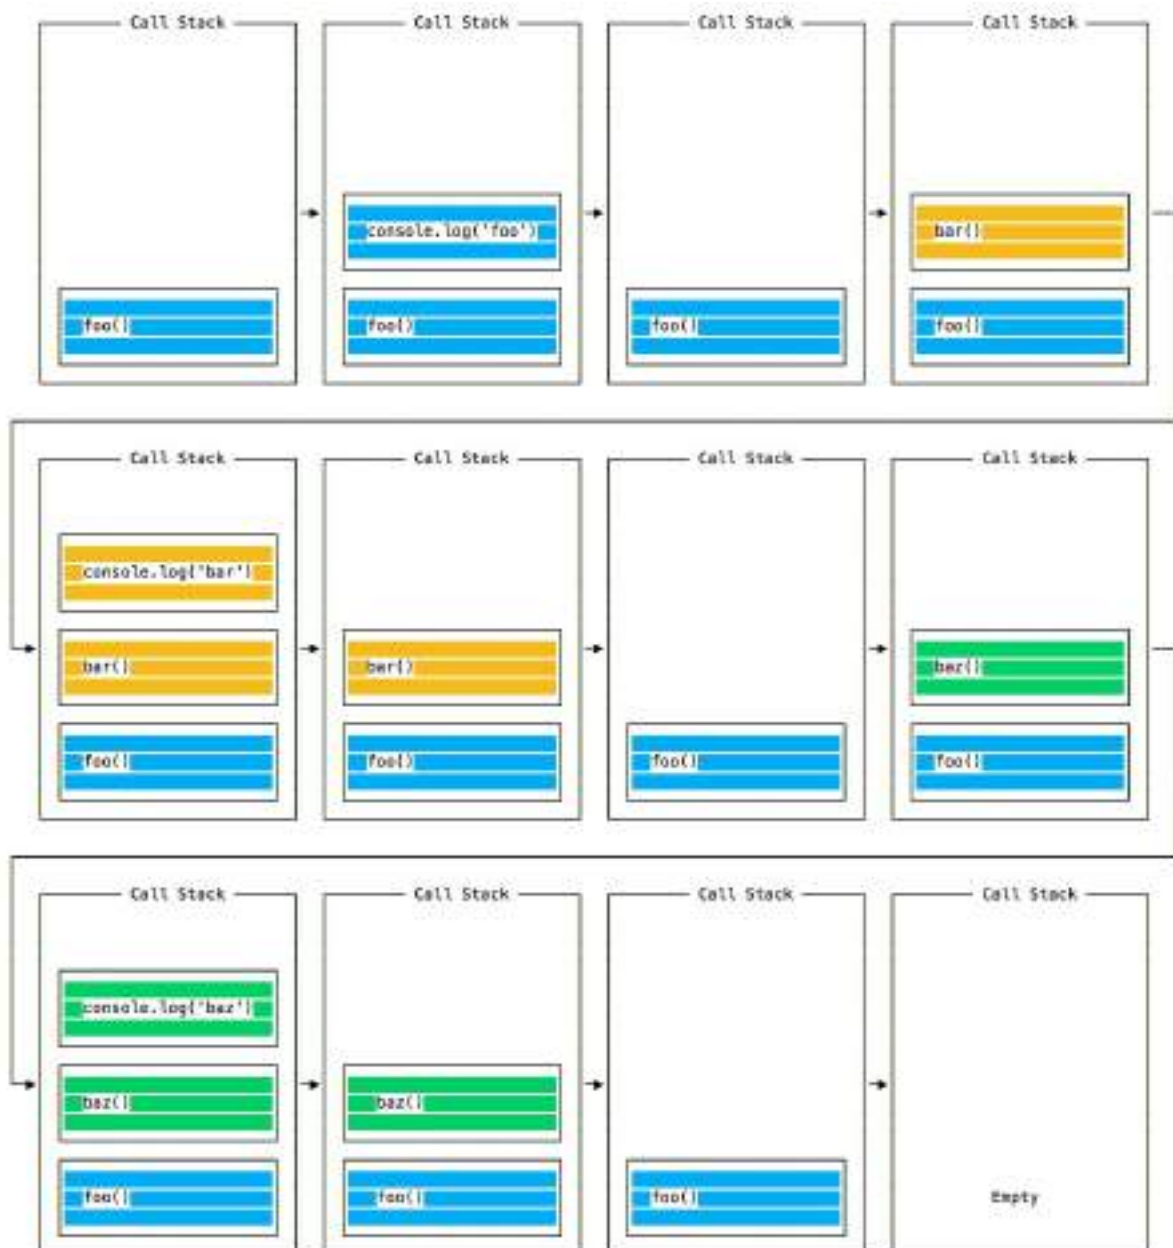 Call Stack
foo()
Call Stack
console.log('foo')
foo()
Call Stack
foo()
Call Stack
bar()
foo()
Call Stack
console.log('bar')
bar()
foo()
Call Stack
bar()
foo()
Call Stack
foo()
Call Stack
baz()
foo()
Call Stack
console.log('baz')
baz()
foo()
Call Stack
baz()
foo()
Call Stack
foo()
Call Stack
Empty